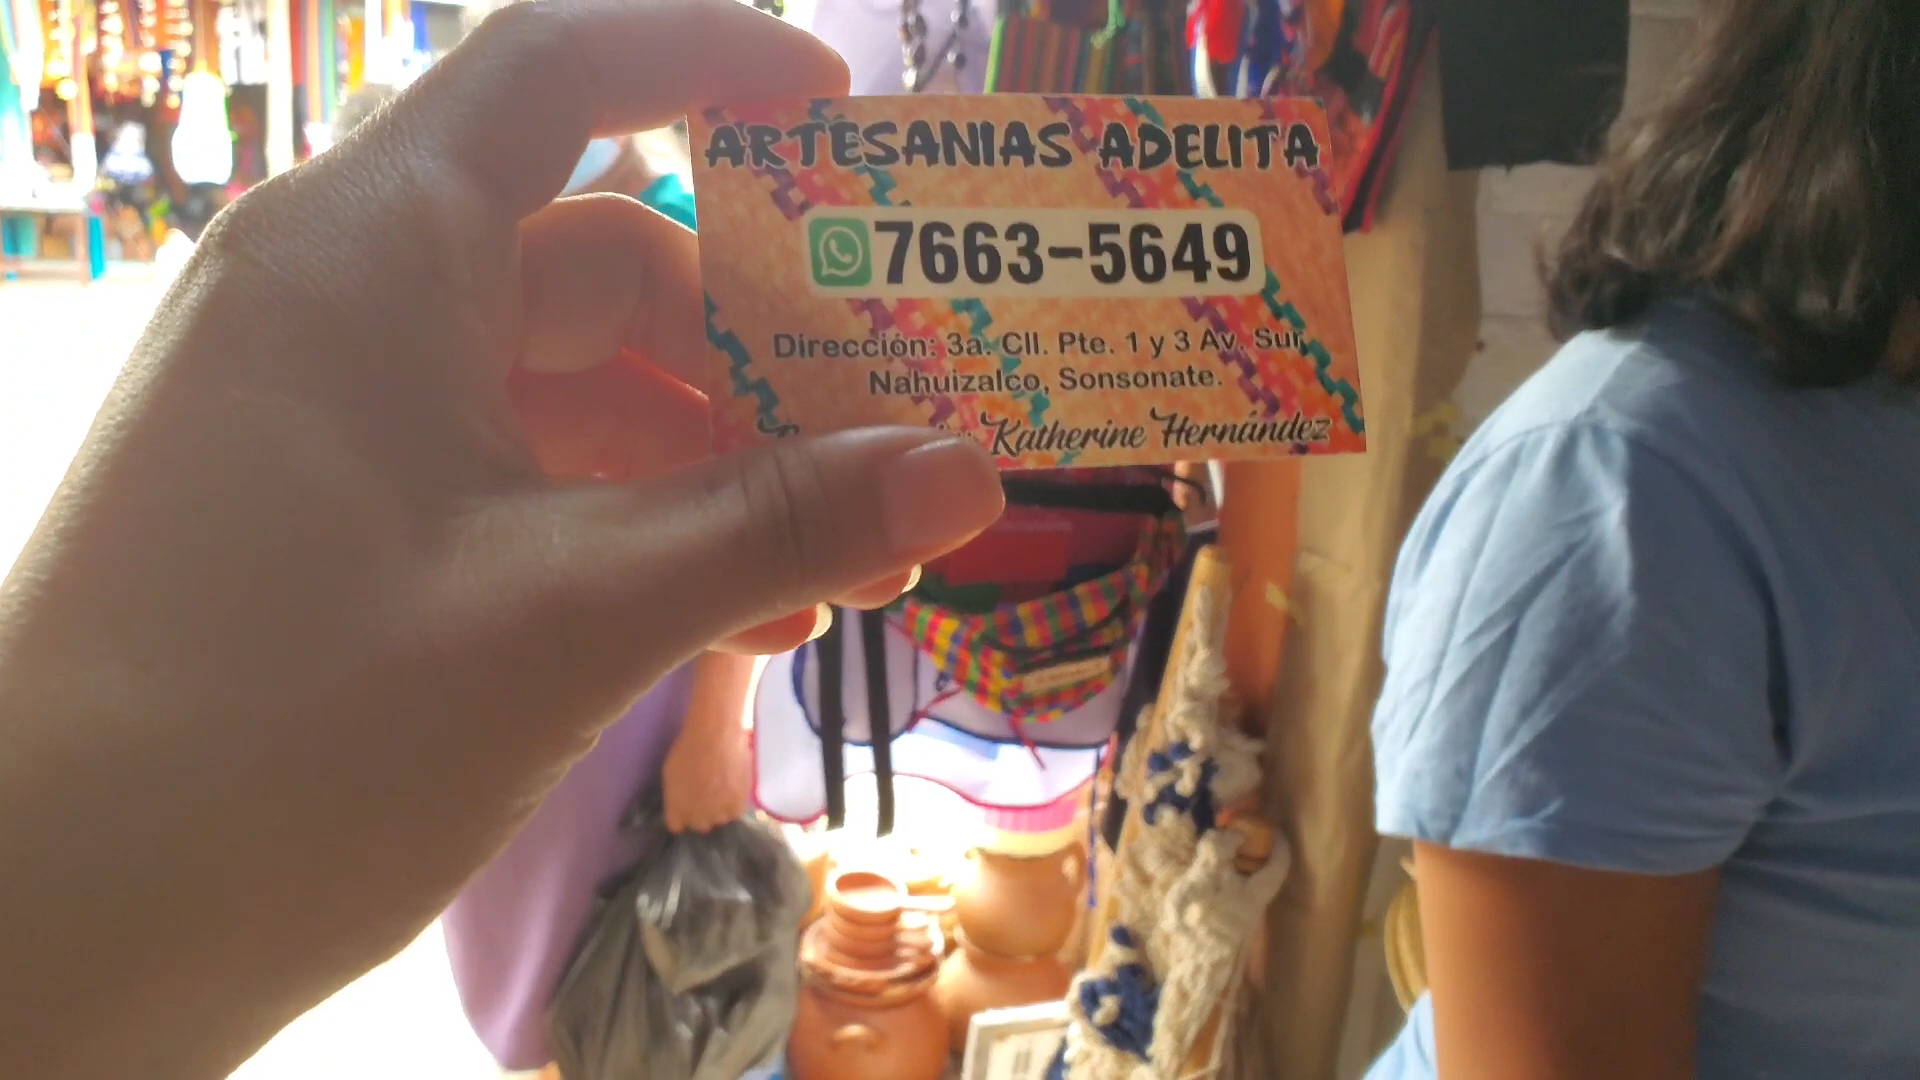 ARTESANIAS ADELITA
7663-5649
Dirección: 3a. Cll. Pte. 1 y 3 Av. Sur,
Nahuizalco, Sonsonate.
Katherine Hernández